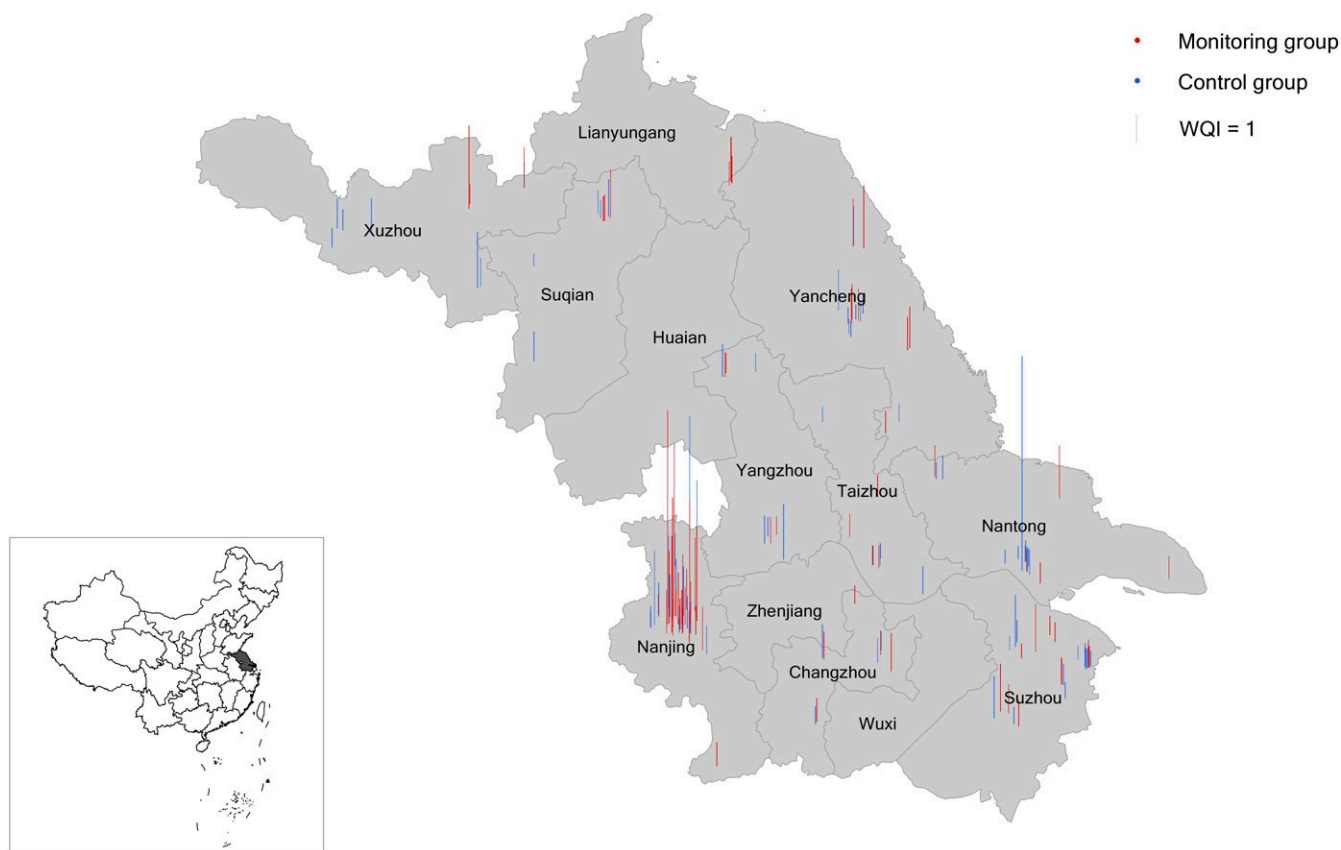 Monitoring group
Control group
WQI = 1
Lianyungang
Xuzhou
Suqian
Yancheng
Huaian
Yangzhou
Taizhou
Nantong
Zhenjiang
Nanjing
Changzhou
Suzhou
Wuxi